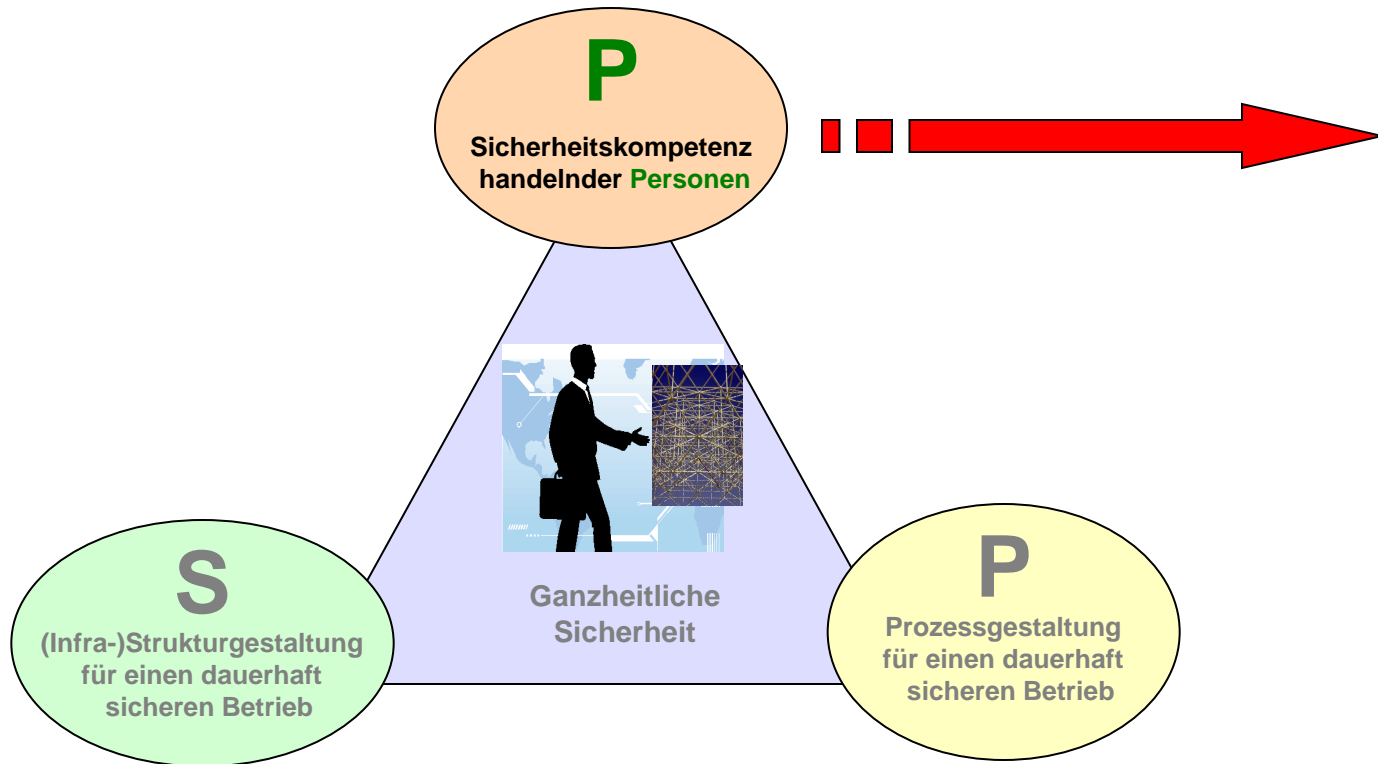 P
Sicherheitskompetenz
handelnder Personen
S
(Infra-)Strukturgestaltung
für einen dauerhaft
sicheren Betrieb
Ganzheitliche
Sicherheit
P
Prozessgestaltung
für einen dauerhaft
sicheren Betrieb